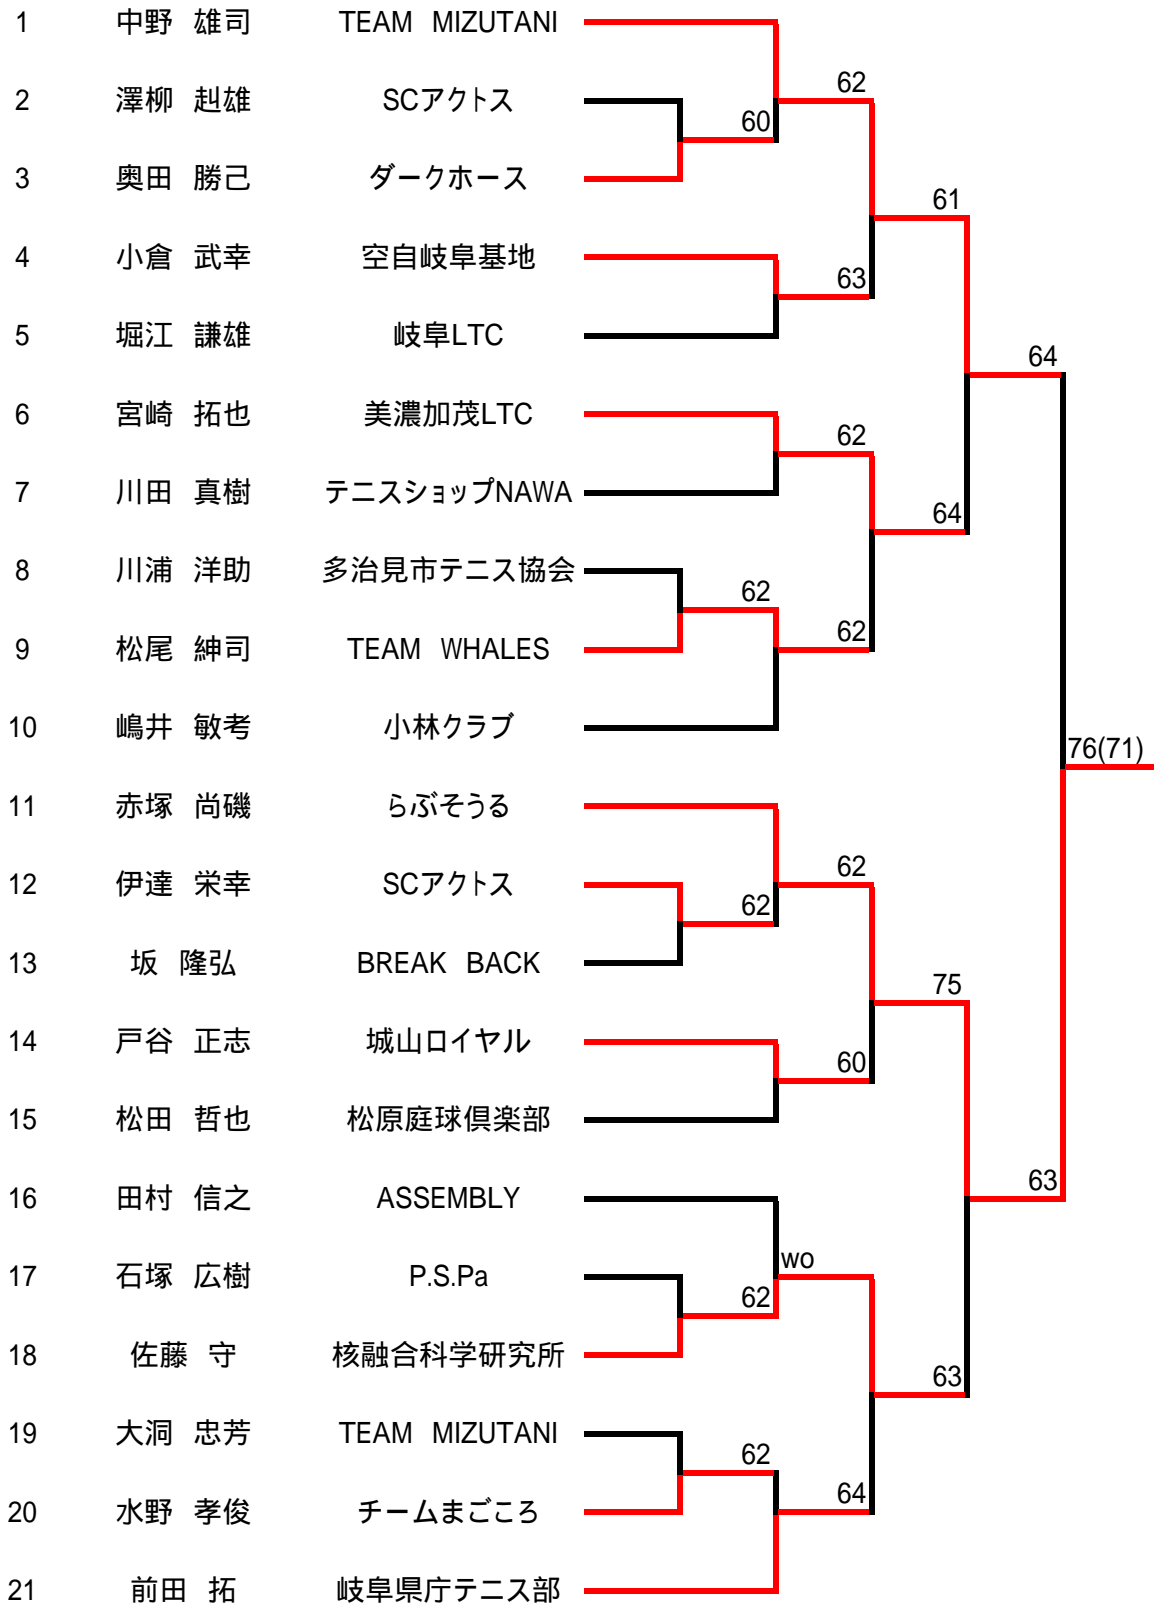 1 中野 雄司 TEAM MIZUTANI
62
2 澤柳 赳雄 SCアクトス
60
3 奥田 勝己 ダークホース
61
4 小倉 武幸 空自岐阜基地
63
5 堀江 謙雄 岐阜LTC
64
6 宮崎 拓也 美濃加茂LTC
62
7 川田 真樹 テニスショップNAWA
64
8 川浦 洋助 多治見市テニス協会
62
62
9 松尾 紳司 TEAM WHALES
10 嶋井 敏考 小林クラブ
76(71)
11 赤塚 尚磯 らぶそうる
62
12 伊達 栄幸 SCアクトス
62
13 坂 隆弘 BREAK BACK
75
14 戸谷 正志 城山ロイヤル
60
15 松田 哲也 松原庭球倶楽部
63
16 田村 信之 ASSEMBLY
wo
17 石塚 広樹 P.S.Pa
62
18 佐藤 守 核融合科学研究所
63
19 大洞 忠芳 TEAM MIZUTANI
62
64
20 水野 孝俊 チームまごころ
21 前田 拓 岐阜県庁テニス部